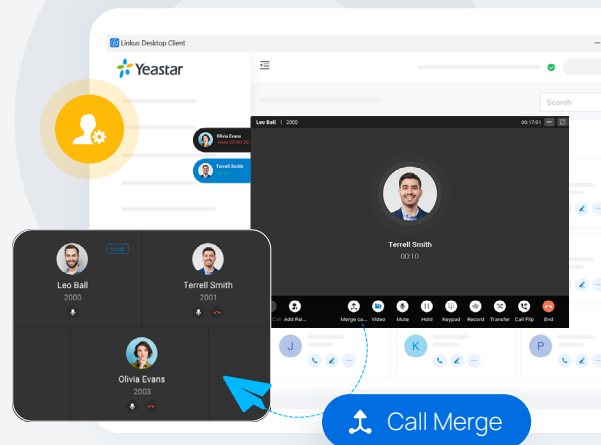 Linkus Desktop Client
Yeastar
Search
Leo Ball | 2000
00:17:01
Olivia Evans
Terrell Smith
Terrell Smith
00:10
Call
Add Pai...
Merge ca...
Video
Mute
Hold
Keypad
Record
Transfer
Call Flip
End
Leo Ball
2000
Terrell Smith
2001
Olivia Evans
2003
J
K
P
Call Merge